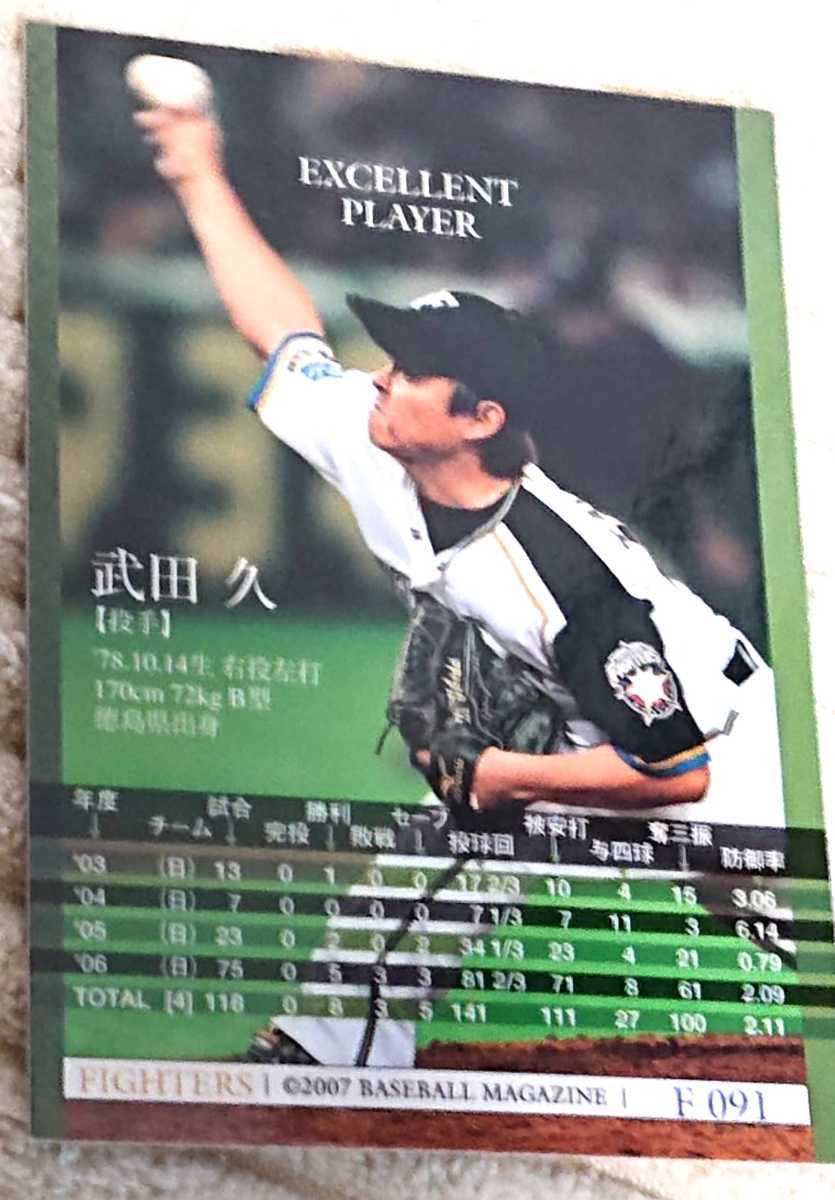 EXCELLENT
PLAYER
武田 久
【投手】
'78.10.14生 右投左打
170cm 72kg B型
徳島県出身
年度 チーム 試合 完投 勝利 敗戦 セーブ 投球回 被安打 与四球 奪三振 防御率
'03 (日) 13 0 1 0 0 17 2/3 10 4 15 3.06
'04 (日) 7 0 0 0 0 7 1/3 7 11 3 6.14
'05 (日) 23 0 2 0 2 34 1/3 23 4 21 0.79
'06 (日) 75 0 5 3 3 81 2/3 71 8 61 2.09
TOTAL [4] 118 0 8 3 5 141 111 27 100 2.11
FIGHTERS | ©2007 BASEBALL MAGAZINE | F 091